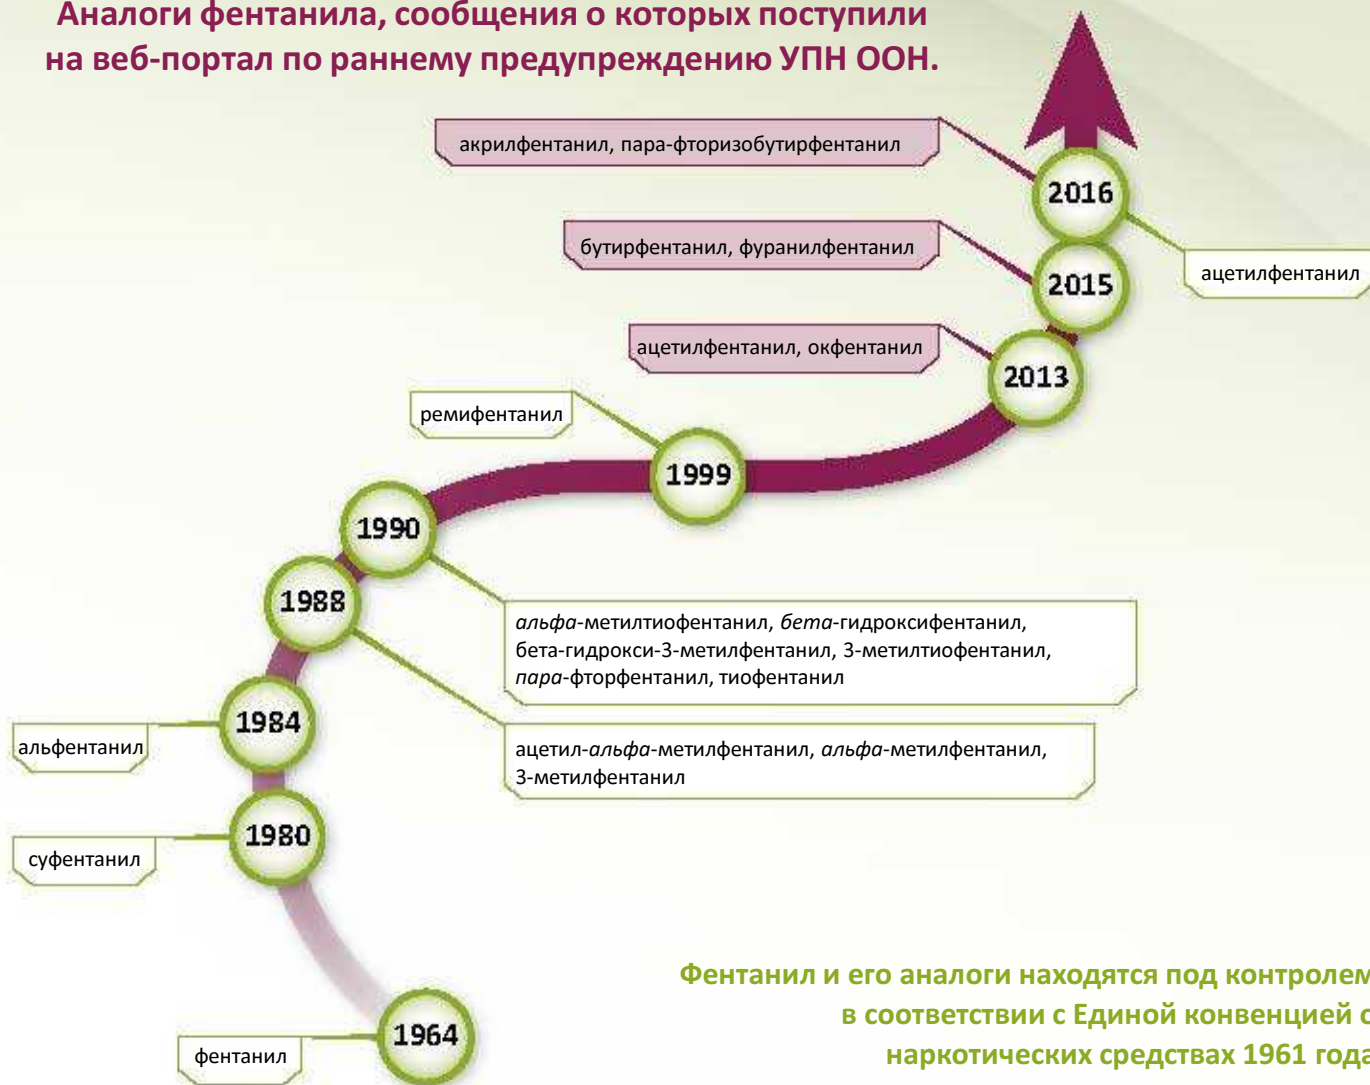 Аналоги фентанила, сообщения о которых поступили
на веб-портал по раннему предупреждению УПН ООН.
акрилфентанил, пара-фторизобутирфентанил
2016
бутирфентанил, фуранилфентанил
ацетилфентанил
2015
ацетилфентанил, окфентанил
2013
ремифентанил
1999
1990
1988
альфа-метилтиофентанил, бета-гидроксифентанил,
бета-гидрокси-3-метилфентанил, 3-метилтиофентанил,
пара-фторфентанил, тиофентанил
1984
альфентанил
ацетил-альфа-метилфентанил, альфа-метилфентанил,
3-метилфентанил
1980
суфентанил
Фентанил и его аналоги находятся под контролем
в соответствии с Единой конвенцией о
наркотических средствах 1961 года
1964
фентанил